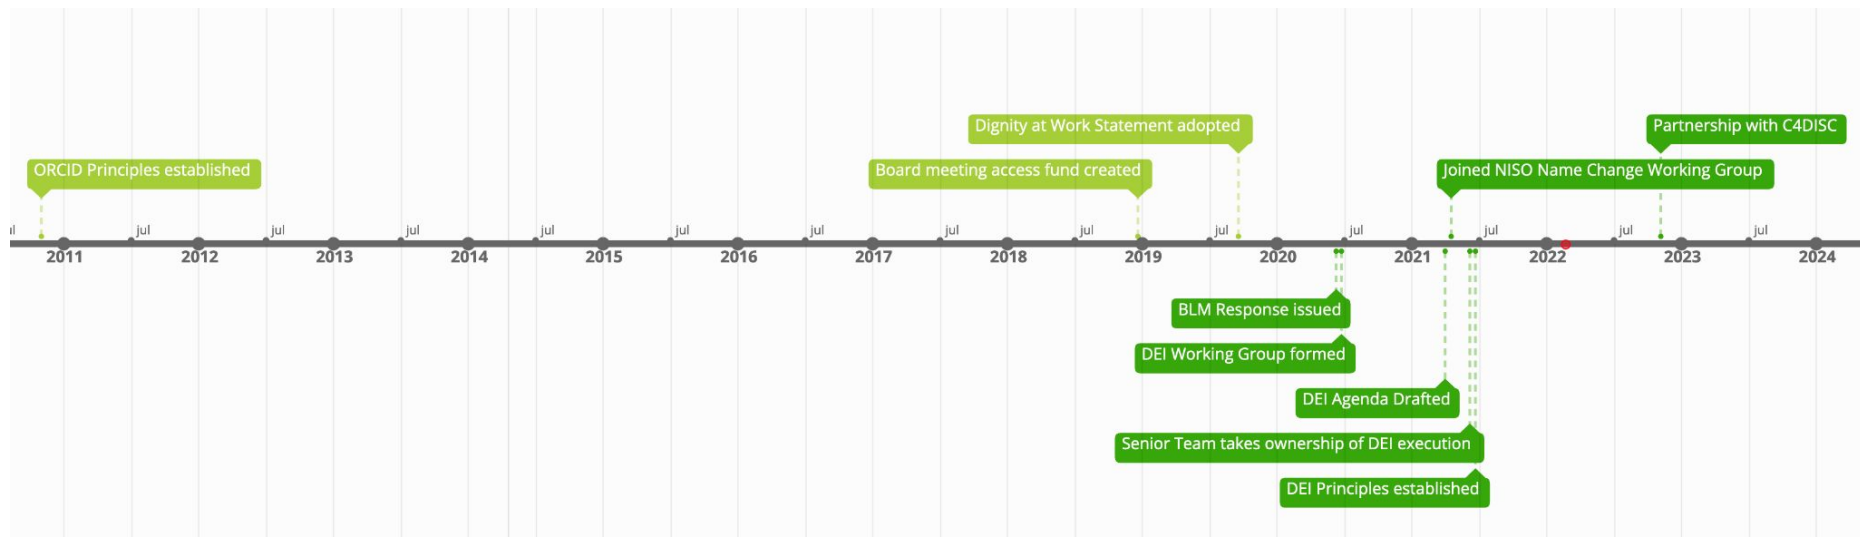 Dignity at Work Statement adopted
Partnership with C4DISC
ORCID Principles established
Board meeting access fund created
Joined NISO Name Change Working Group
jul
jul
jul
jul
jul
jul
jul
jul
jul
jul
jul
jul
jul
2011
2012
2013
2014
2015
2016
2017
2018
2019
2020
2021
2022
2023
2024
BLM Response issued
DEI Working Group formed
DEI Agenda Drafted
Senior Team takes ownership of DEI execution
DEI Principles established